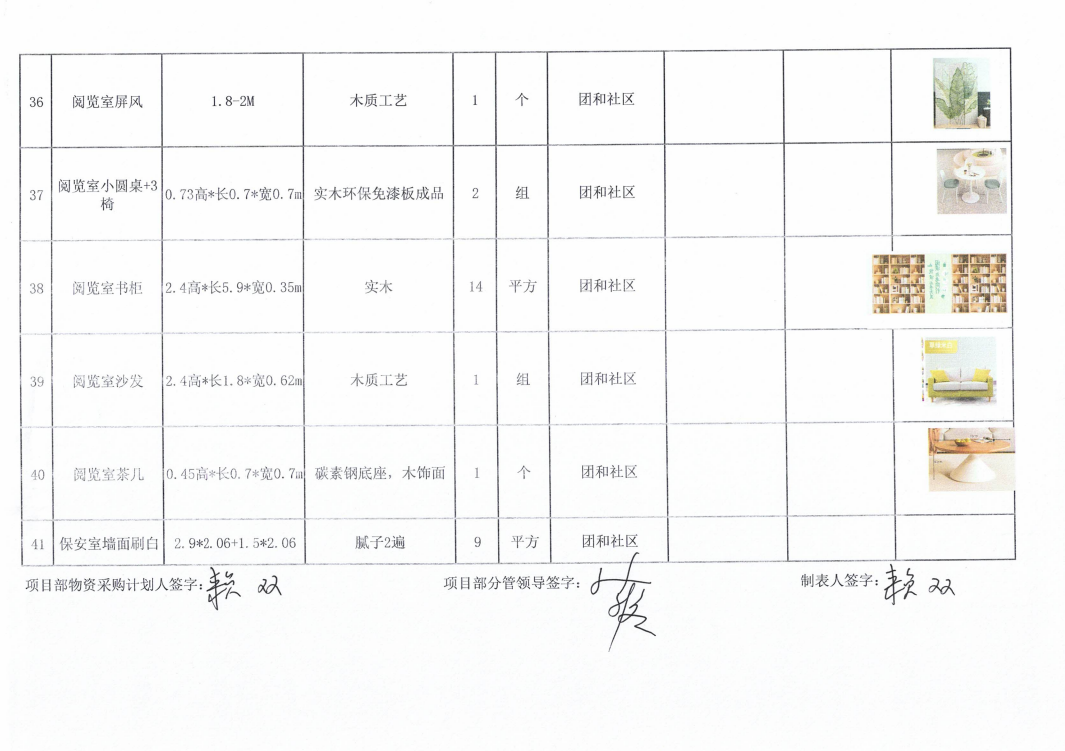 36 阅览室屏风 1.8-2M 木质工艺 1 个 团和社区
37 阅览室小圆桌+3
椅 0.73高*长0.7*宽0.7m 实木环保免漆板成品 2 组 团和社区
38 阅览室书柜 2.4高*长5.9*宽0.35m 实木 14 平方 团和社区
39 阅览室沙发 2.4高*长1.8*宽0.62m 木质工艺 1 组 团和社区
40 阅览室茶几 0.45高*长0.7*宽0.7m 碳素钢底座，木饰面 1 个 团和社区
41 保安室墙面刷白 2.9*2.06+1.5*2.06 腻子2遍 9 平方 团和社区
项目部物资采购计划人签字：赖双 项目部分管领导签字： 制表人签字：赖双